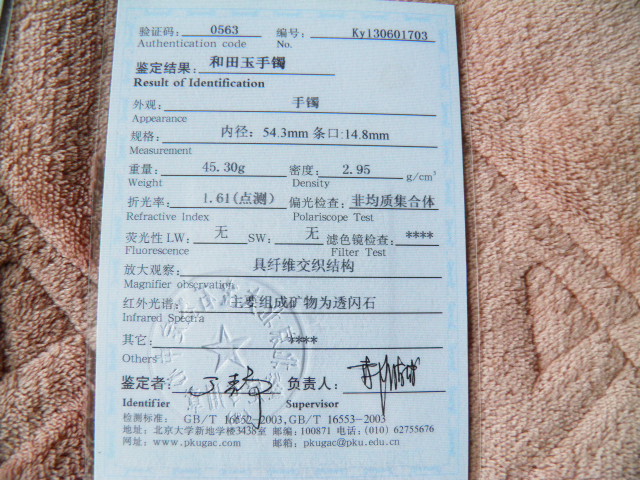 验证码: 0563 编号: Ky130601703
Authentication code No.
鉴定结果: 和田玉手镯
Result of Identification
外观: 手镯
Appearance
规格: 内径: 54.3mm 条口:14.8mm
Measurement
重量: 45.30g 密度: 2.95 g/cm³
Weight Density
折光率: 1.61(点测) 偏光检查: 非均质集合体
Refractive Index Polariscope Test
荧光性 LW: 无 SW: 无 滤色镜检查: ****
Fluorescence Filter Test
放大观察: 具纤维交织结构
Magnifier observation
红外光谱: 主要组成矿物为透闪石
Infrared Spectra
其它: ****
Others
鉴定者: 负责人:
Identifier Supervisor
检测标准: GB/T 16552-2003,GB/T 16553-2003
地址: 北京大学新地学楼3438室 邮编:100871 电话:(010) 62755676
网址: www.pkugac.com 邮箱: pkugac@pku.edu.cn